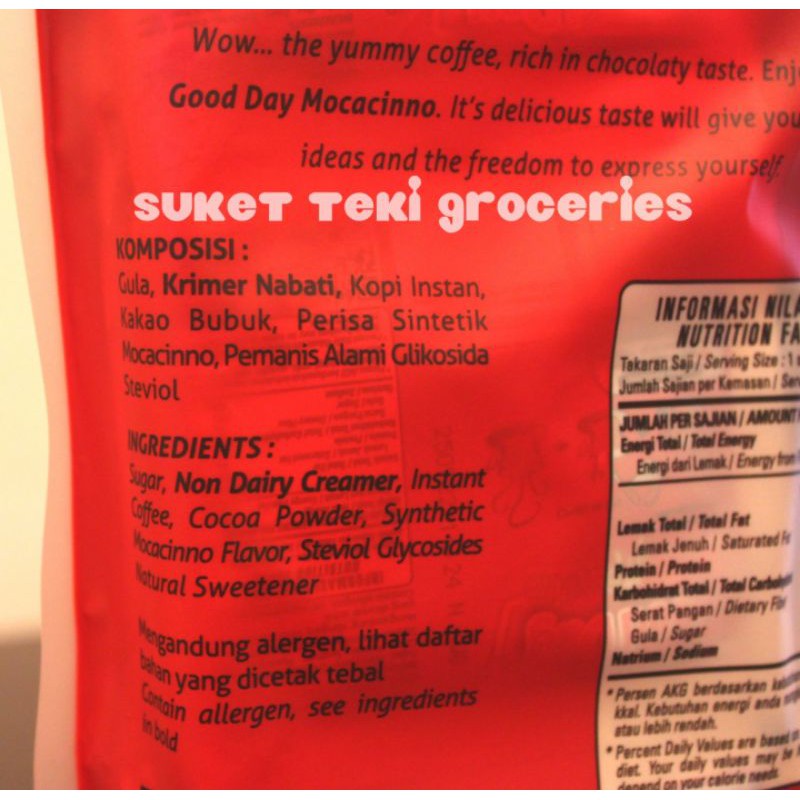 Wow... the yummy coffee, rich in chocolaty taste.
Good Day Mocacinno. It's delicious taste will give you
ideas and the freedom to express yourself
suket teki groceries
KOMPOSISI :
Gula, Krimer Nabati, Kopi Instan,
Kakao Bubuk, Perisa Sintetik
Mocacinno, Pemanis Alami Glikosida
Steviol
INGREDIENTS :
Sugar, Non Dairy Creamer, Instant
Coffee, Cocoa Powder, Synthetic
Mocacinno Flavor, Steviol Glycosides
Natural Sweetener
Mengandung alergen, lihat daftar
bahan yang dicetak tebal
Contain allergen, see ingredients
in bold
INFORMASI
NUTRITION
Takaran Saji / Serving Size : 1
Jumlah Sajian per Kemasan /
JUMLAH PER SAJIAN / AMOUNT
Energi Total / Total Energy
Energi dari Lemak / Energy from
Lemak Total / Total Fat
Lemak Jenuh / Saturated
Protein / Protein
Karbohidrat Total / Total
Serat Pangan / Dietary
Gula / Sugar
Natrium / Sodium
* Persen AKG berdasarkan
kkal. Kebutuhan energi anda
atau lebih rendah.
* Percent Daily Values are based
diet. Your daily values may be
depend on your calorie needs.